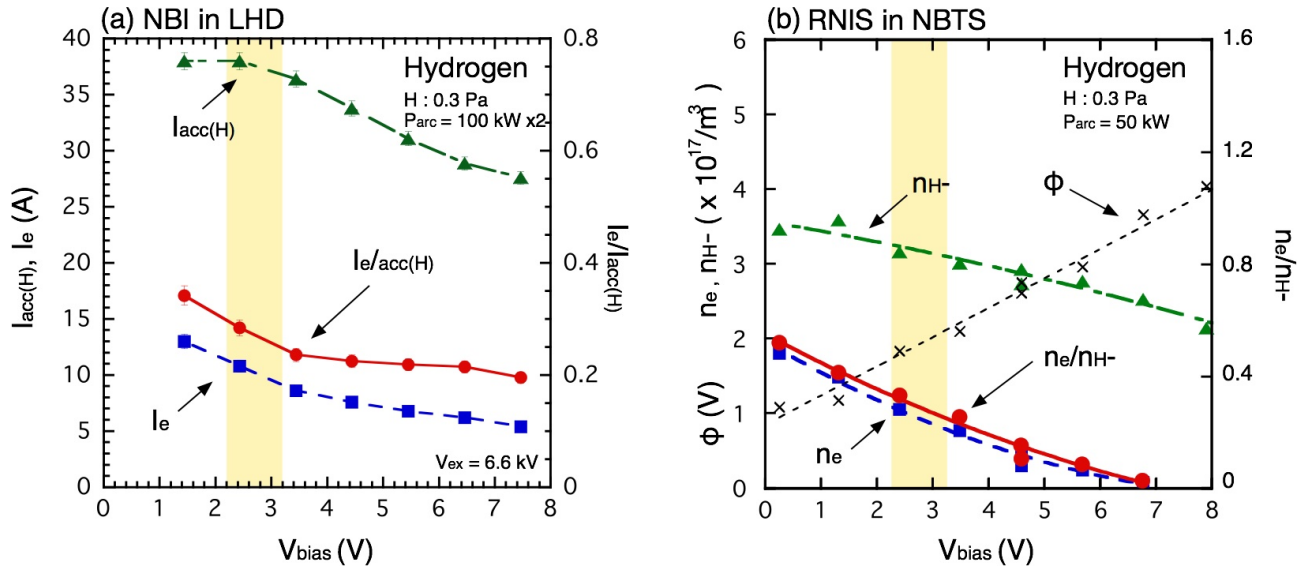 (a) NBI in LHD
40
35
30
25
20
15
10
5
0
Iacc(H), Ie (A)
0.8
0.6
0.4
0.2
0
Ie/Iacc(H)
Hydrogen
H : 0.3 Pa
Parc = 100 kW x2
Iacc(H)
Ie/acc(H)
Ie
Vex = 6.6 kV
0 1 2 3 4 5 6 7 8
Vbias (V)
(b) RNIS in NBTS
6
5
4
3
2
1
0
Φ (V) ne , nH- ( x 10^17/m^3 )
1.6
1.2
0.8
0.4
0
ne/nH-
Hydrogen
H : 0.3 Pa
Parc = 50 kW
nH-
Φ
ne/nH-
ne
0 1 2 3 4 5 6 7 8
Vbias (V)